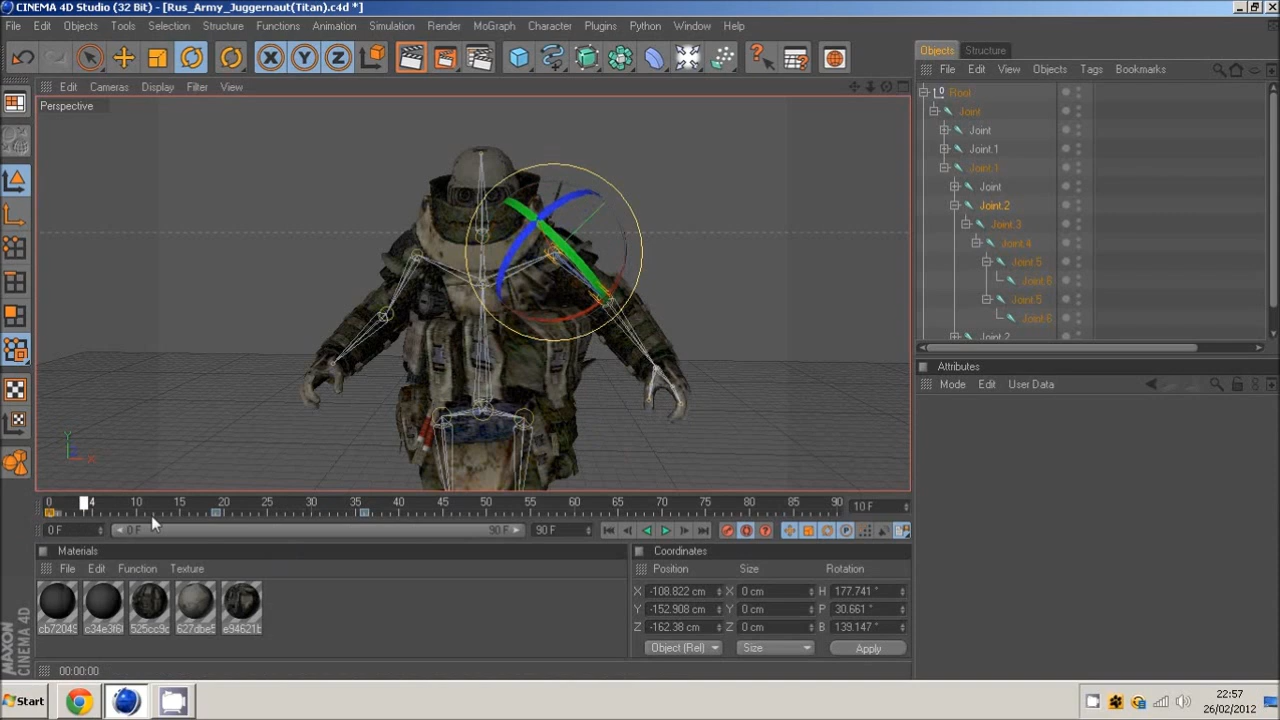 CINEMA 4D Studio (32 Bit) - [Rus_Army_Juggernaut(Titan).c4d *]
File Edit Objects Tools Selection Structure Functions Animation Simulation Render MoGraph Character Plugins Python Window Help
X Y Z
Objects Structure
File Edit View Objects Tags Bookmarks
Edit Cameras Display Filter View
Perspective
Root
Joint
Joint
Joint.1
Joint.1
Joint
Joint.2
Joint.3
Joint.4
Joint.5
Joint.6
Joint.5
Joint.6
Joint.2
Attributes
Mode Edit User Data
Y
X
0 4 10 15 20 25 30 35 40 45 50 55 60 65 70 75 80 85 90 10 F
0 F 0 F 90 F 90 F
Materials
File Edit Function Texture
cb72049 c34e3f6 525cc9c 627dbe5 e94621b
Coordinates
Position Size Rotation
X -108.822 cm X 0 cm H 177.741 °
Y -152.908 cm Y 0 cm P 30.661 °
Z -162.38 cm Z 0 cm B 139.147 °
Object (Rel) Size Apply
MAXON
CINEMA 4D
00:00:00
Start
22:57
26/02/2012